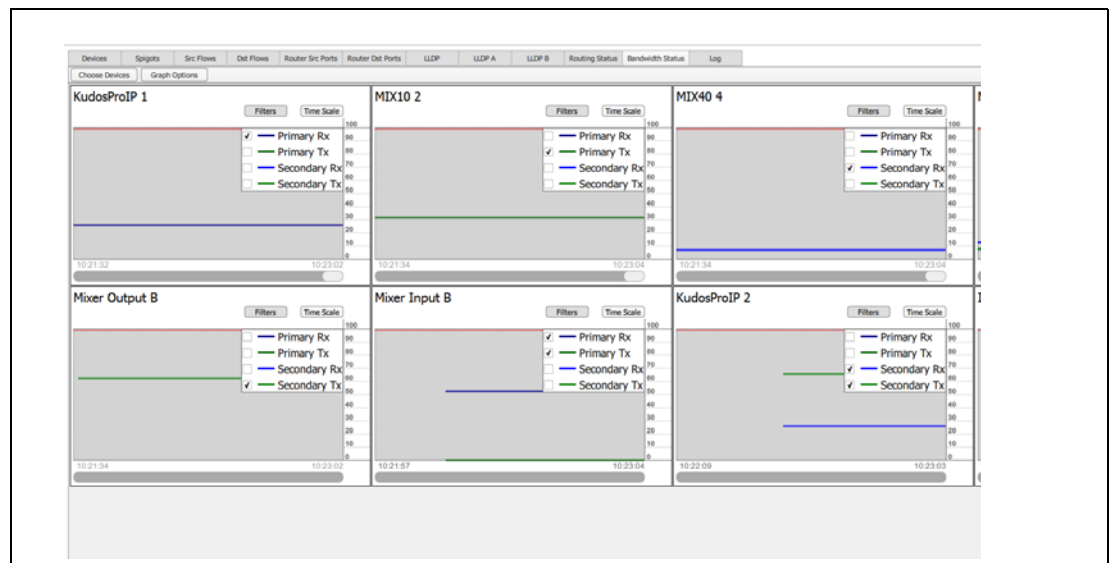 Devices Spigots Src Flows Dst Flows Router Src Ports Router Dst Ports LLDP LLDP A LLDP B Routing Status Bandwidth Status Log
Choose Devices Graph Options
KudosProIP 1
Filters Time Scale
100
90
80
70
60
50
40
30
20
10
0
Primary Rx
Primary Tx
Secondary Rx
Secondary Tx
10:21:32 10:23:02
MIX10 2
Filters Time Scale
100
90
80
70
60
50
40
30
20
10
0
Primary Rx
Primary Tx
Secondary Rx
Secondary Tx
10:21:34 10:23:04
MIX40 4
Filters Time Scale
100
90
80
70
60
50
40
30
20
10
0
Primary Rx
Primary Tx
Secondary Rx
Secondary Tx
10:21:34 10:23:04
Mixer Output B
Filters Time Scale
100
90
80
70
60
50
40
30
20
10
0
Primary Rx
Primary Tx
Secondary Rx
Secondary Tx
10:21:34 10:23:02
Mixer Input B
Filters Time Scale
100
90
80
70
60
50
40
30
20
10
0
Primary Rx
Primary Tx
Secondary Rx
Secondary Tx
10:21:57 10:23:04
KudosProIP 2
Filters Time Scale
100
90
80
70
60
50
40
30
20
10
0
Primary Rx
Primary Tx
Secondary Rx
Secondary Tx
10:22:09 10:23:03